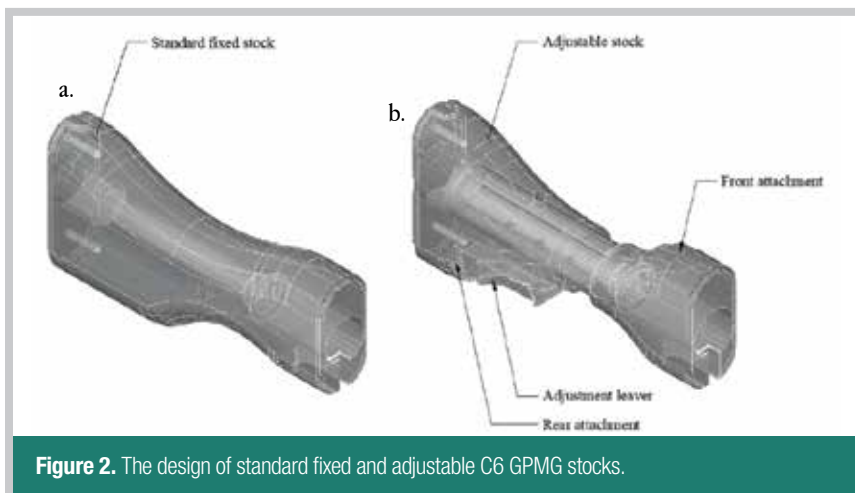 Standard fixed stock
a.
Adjustable stock
b.
Front attachment
Adjustment leaver
Rear attachment
Figure 2. The design of standard fixed and adjustable C6 GPMG stocks.